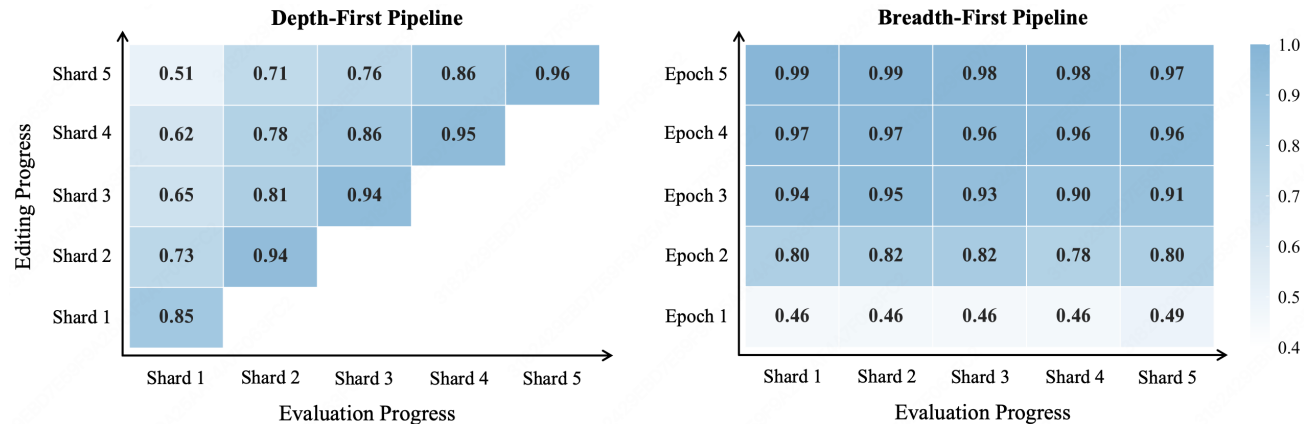 Depth-First Pipeline
Editing Progress
Shard 5 0.51 0.71 0.76 0.86 0.96
Shard 4 0.62 0.78 0.86 0.95
Shard 3 0.65 0.81 0.94
Shard 2 0.73 0.94
Shard 1 0.85
Shard 1 Shard 2 Shard 3 Shard 4 Shard 5
Evaluation Progress
Breadth-First Pipeline
Epoch 5 0.99 0.99 0.98 0.98 0.97
Epoch 4 0.97 0.97 0.96 0.96 0.96
Epoch 3 0.94 0.95 0.93 0.90 0.91
Epoch 2 0.80 0.82 0.82 0.78 0.80
Epoch 1 0.46 0.46 0.46 0.46 0.49
Shard 1 Shard 2 Shard 3 Shard 4 Shard 5
Evaluation Progress
1.0
0.9
0.8
0.7
0.6
0.5
0.4